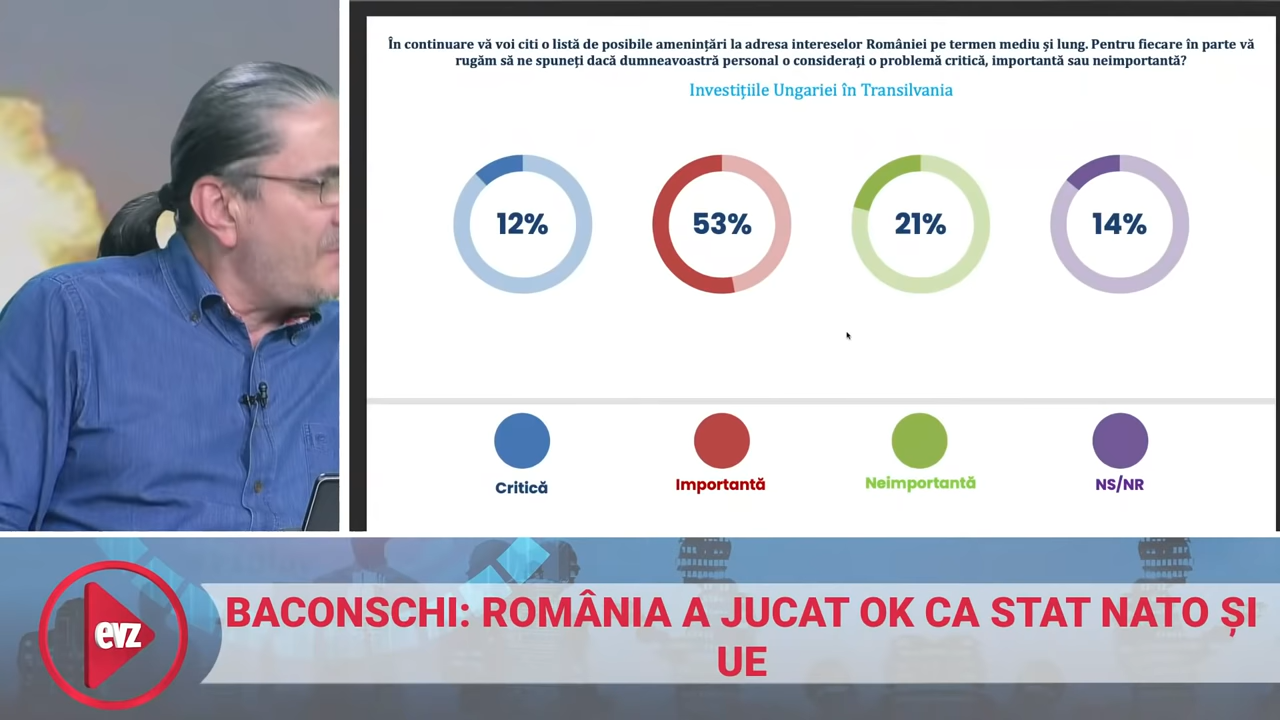 În continuare vă voi citi o listă de posibile amenințări la adresa intereselor României pe termen mediu și lung. Pentru fiecare în parte vă
rugăm să ne spuneți dacă dumneavoastră personal o considerați o problemă critică, importantă sau neimportantă?
Investițiile Ungariei în Transilvania
12%
53%
21%
14%
Critică
Importantă
Neimportantă
NS/NR
evz
BACONSCHI: ROMÂNIA A JUCAT OK CA STAT NATO ȘI
UE